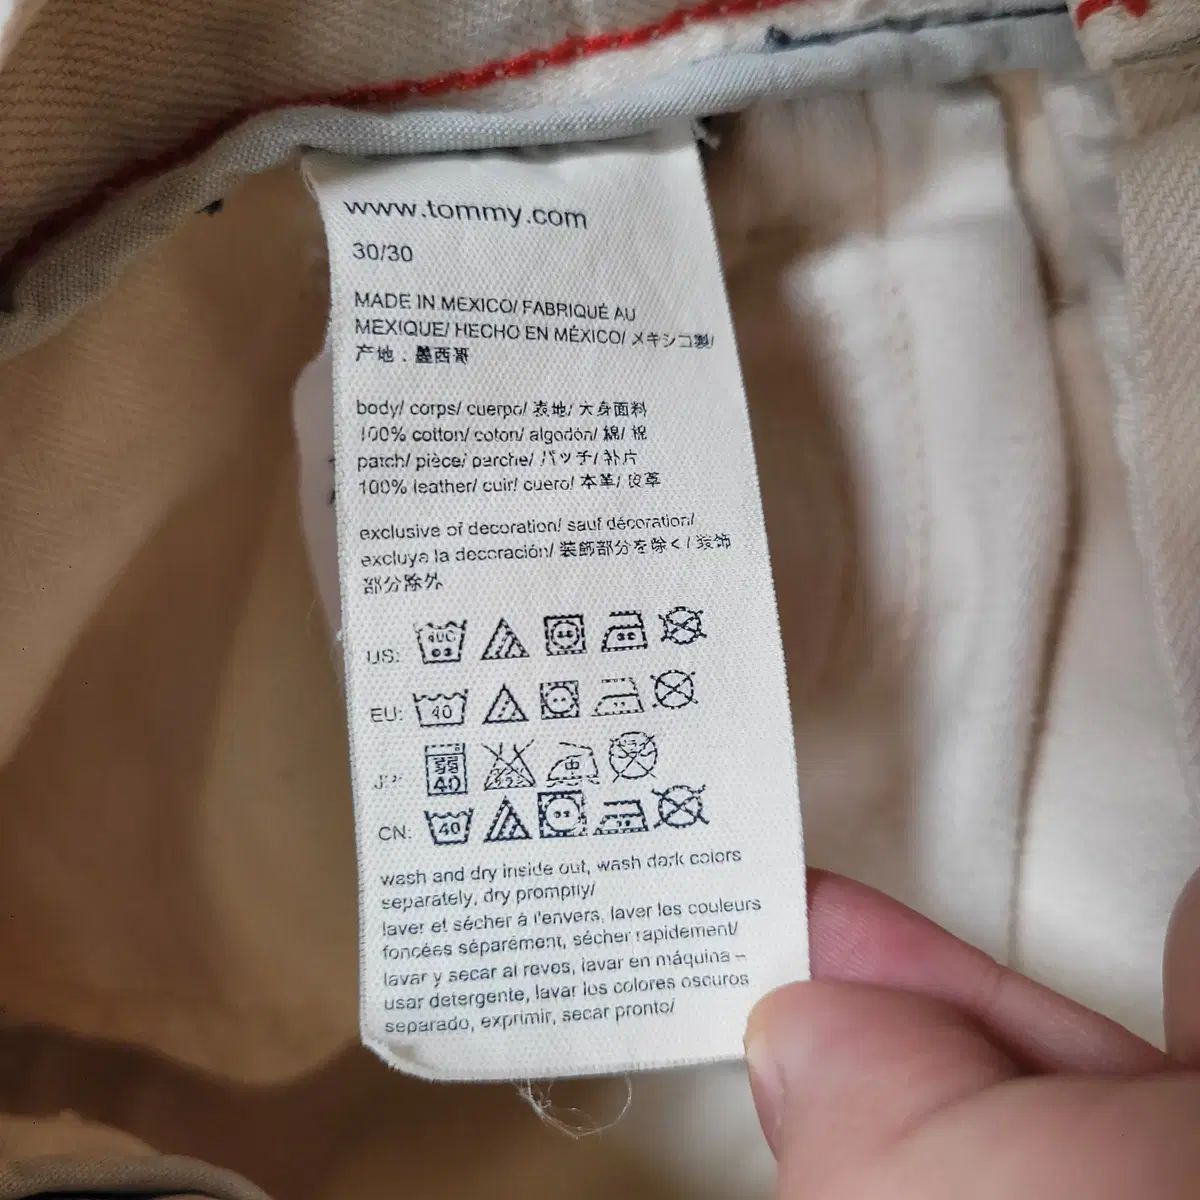 www.tommy.com
30/30
MADE IN MEXICO/ FABRIQUÉ AU
MEXIQUE/ HECHO EN MÉXICO/ メキシコ製/
产地：墨西哥
body/ corps/ cuerpo/ 表地/ 大身面料
100% cotton/ coton/ algodón/ 綿/ 棉
patch/ pièce/ parche/ パッチ/ 补片
100% leather/ cuir/ cuero/ 本革/ 皮革
exclusive of decoration/ sauf décoration/
excluye la decoración/ 装飾部分を除く/ 装饰
部分除外
US:
EU: 40
JP: 弱 40
CN: 40
wash and dry inside out, wash dark colors
separately, dry promptly/
laver et sécher à l'envers, laver les couleurs
foncées séparément, sécher rapidement/
lavar y secar al reves, lavar en máquina –
usar detergente, lavar los colores oscuros
separado, exprimir, secar pronto/